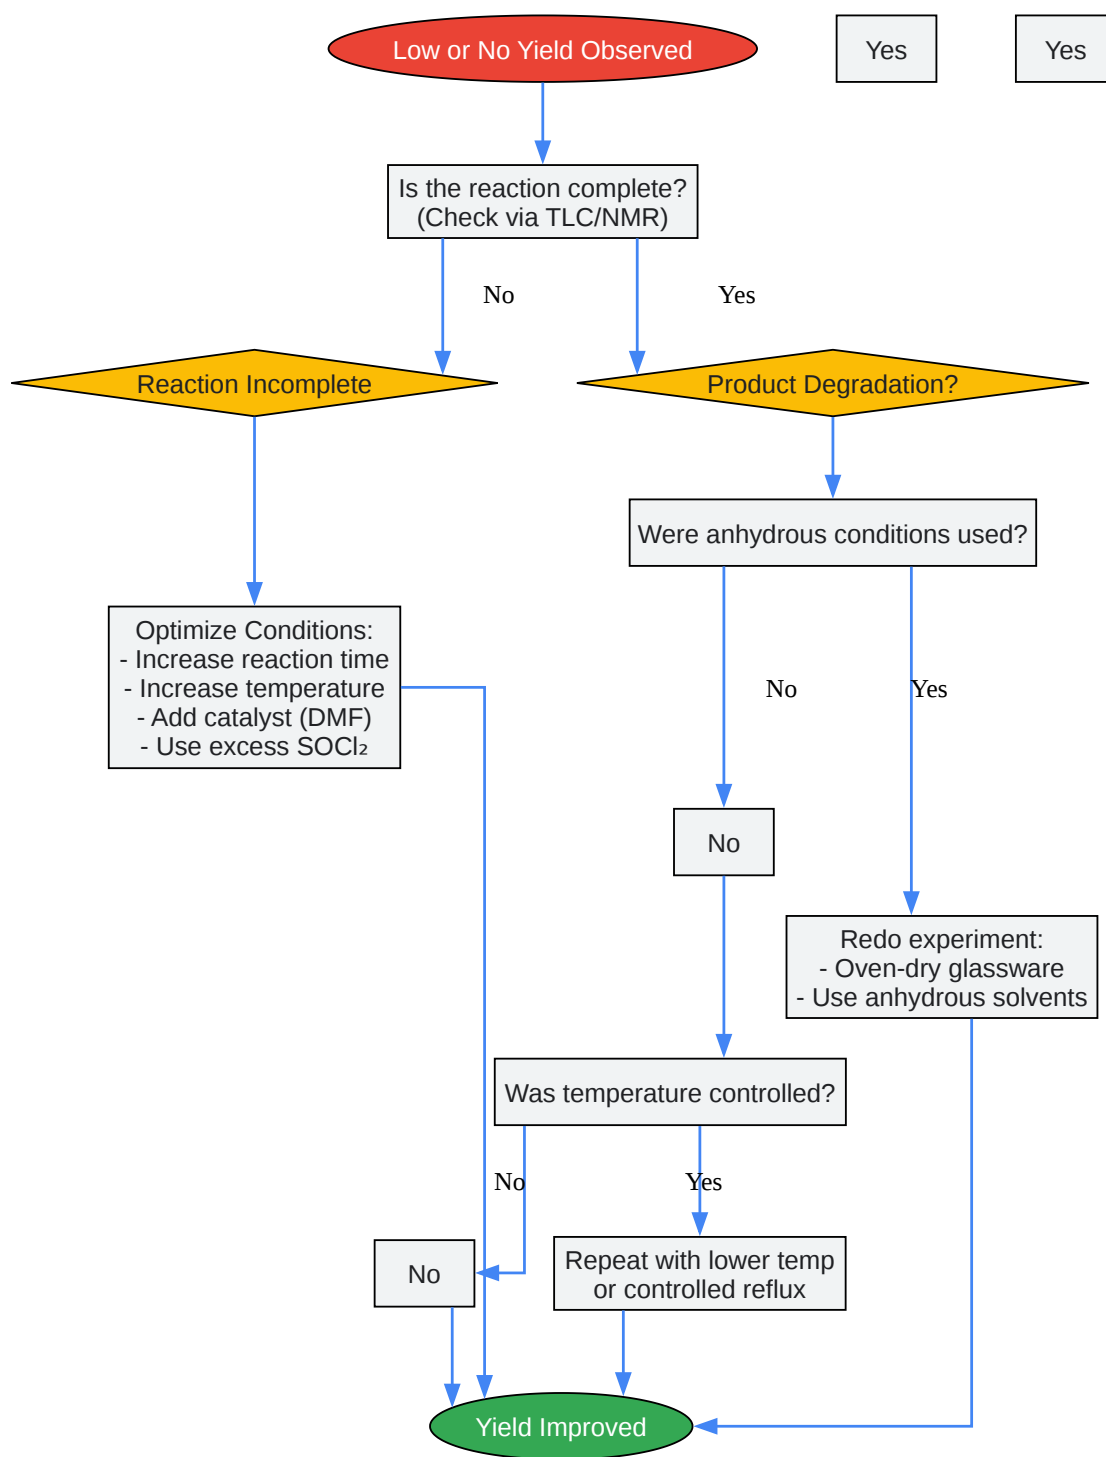 Low or No Yield Observed
Yes
Yes
Is the reaction complete?
(Check via TLC/NMR)
No
Yes
Reaction Incomplete
Product Degradation?
Were anhydrous conditions used?
Optimize Conditions:
- Increase reaction time
- Increase temperature
- Add catalyst (DMF)
- Use excess SOCl₂
No
Yes
No
Redo experiment:
- Oven-dry glassware
- Use anhydrous solvents
Was temperature controlled?
No
Yes
No
Repeat with lower temp
or controlled reflux
Yield Improved